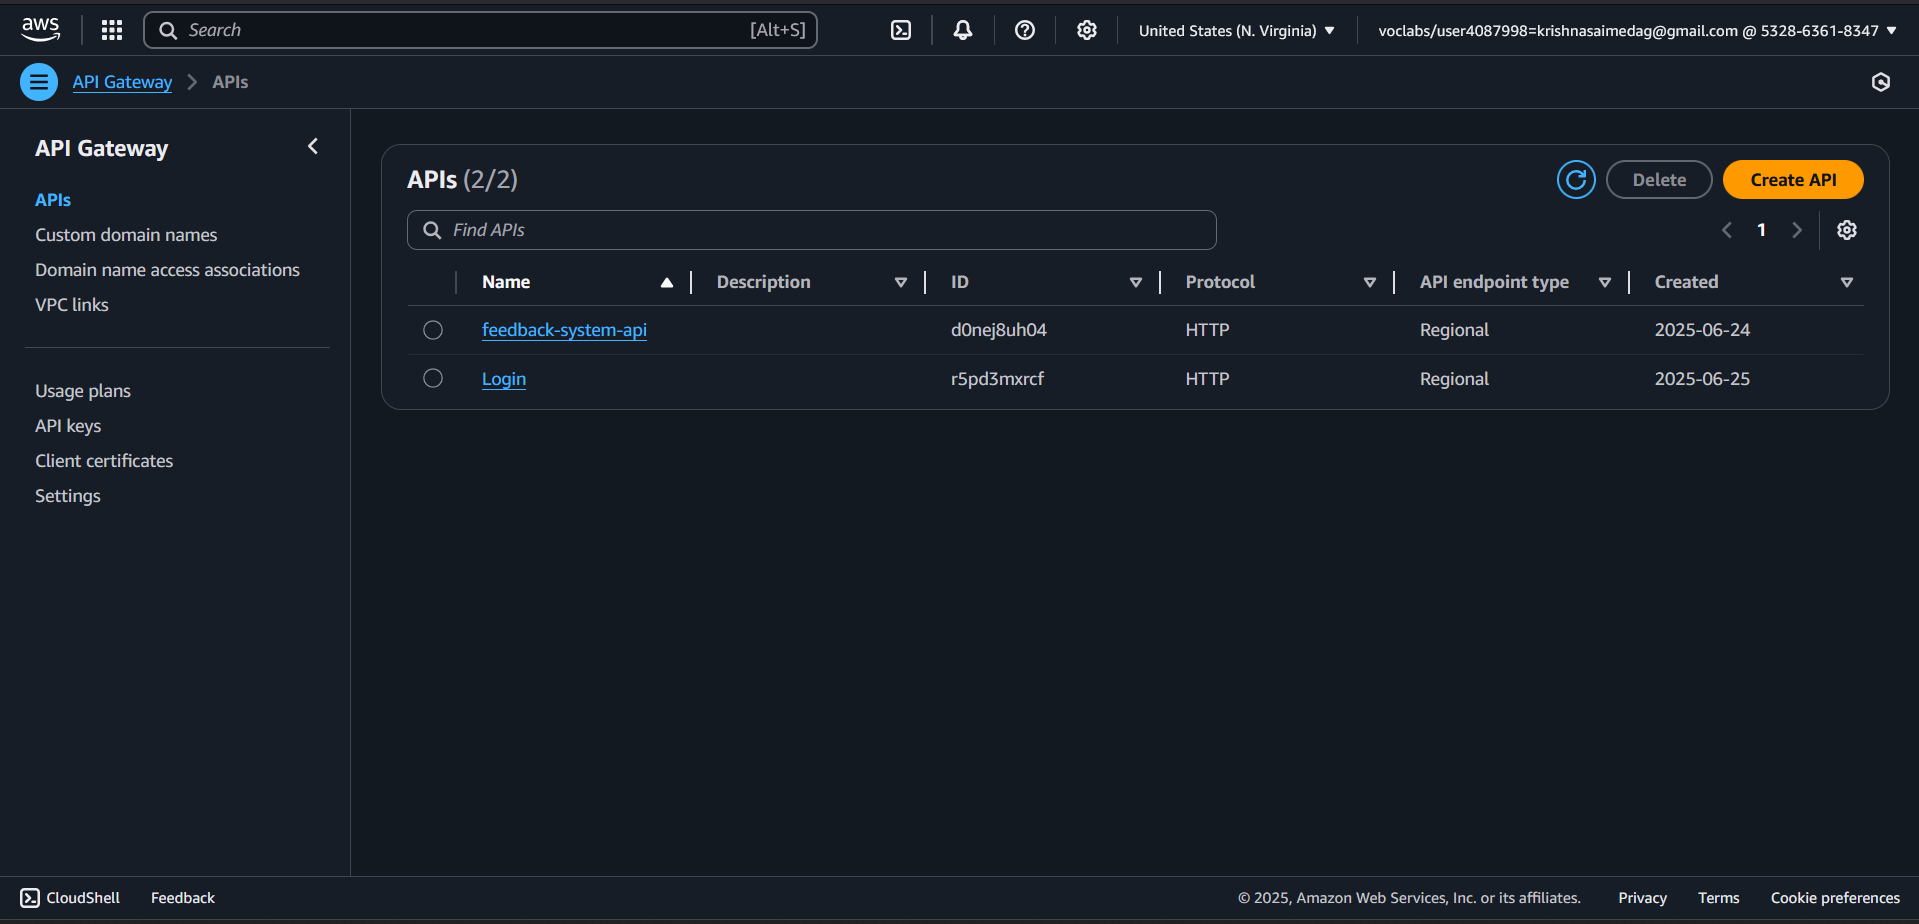 aws Search [Alt+S] United States (N. Virginia) voclabs/user4087998=krishnasaimedag@gmail.com @ 5328-6361-8347
API Gateway APIs
API Gateway
APIs
Custom domain names
Domain name access associations
VPC links
Usage plans
API keys
Client certificates
Settings
APIs (2/2) Delete Create API
Find APIs 1
Name Description ID Protocol API endpoint type Created
feedback-system-api d0nej8uh04 HTTP Regional 2025-06-24
Login r5pd3mxrcf HTTP Regional 2025-06-25
CloudShell Feedback © 2025, Amazon Web Services, Inc. or its affiliates. Privacy Terms Cookie preferences